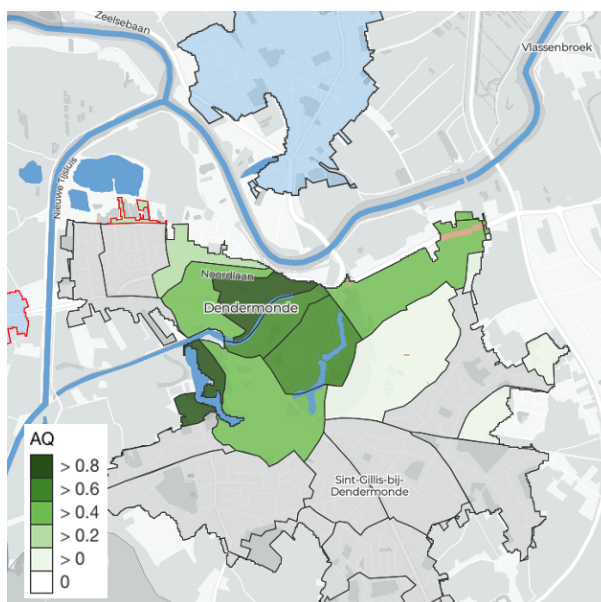 Zeelsebaan
Vlassenbroek
Nieuwe Tijsluis
Noordlaan
Dendermonde
Sint-Gillis-bij-
Dendermonde
AQ
> 0.8
> 0.6
> 0.4
> 0.2
> 0
0